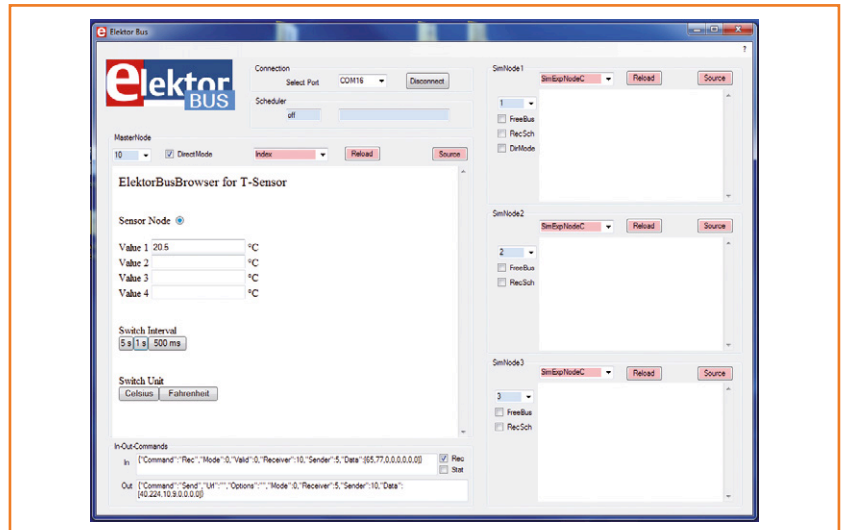 Elektor Bus
?
elektor
BUS
Connection
Select Port COM16 Disconnect
Scheduler
off
MasterNode
10 DirectMode Index Reload Source
ElektorBusBrowser for T-Sensor
Sensor Node
Value 1 20.5 °C
Value 2 °C
Value 3 °C
Value 4 °C
Switch Interval
5 s 1 s 500 ms
Switch Unit
Celsius Fahrenheit
In-Out-Commands
In {"Command":"Rec","Mode":0,"Valid":0,"Receiver":10,"Sender":5,"Data":[65,77,0,0,0,0,0,0]} Rec
Stat
Out {"Command":"Send","Url":"","Options":"","Mode":0,"Receiver":5,"Sender":10,"Data":
[40,224,10,9,0,0,0,0]}
SimNode1
SimExpNodeC Reload Source
1
FreeBus
RecSch
DirMode
SimNode2
SimExpNodeC Reload Source
2
FreeBus
RecSch
SimNode3
SimExpNodeC Reload Source
3
FreeBus
RecSch